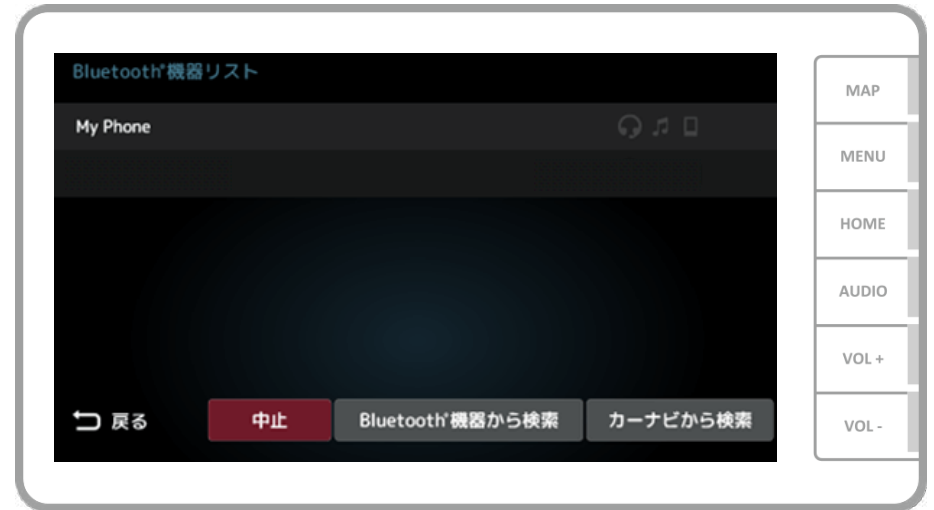 Bluetooth®機器リスト
My Phone
戻る
中止
Bluetooth®機器から検索
カーナビから検索
MAP
MENU
HOME
AUDIO
VOL +
VOL -